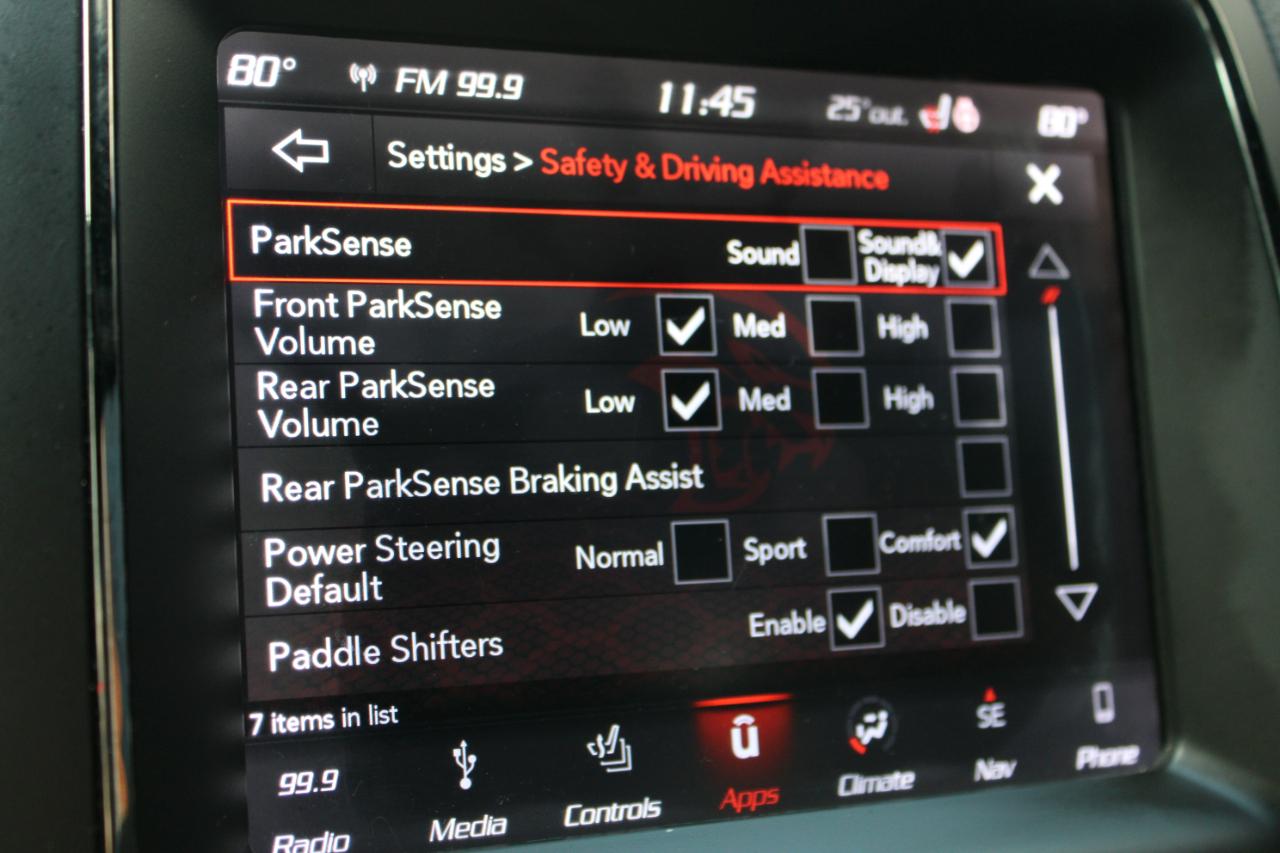 80° FM 99.9 11:45 25° out. 80°
Settings > Safety & Driving Assistance
ParkSense Sound Sound& Display
Front ParkSense Volume Low Med High
Rear ParkSense Volume Low Med High
Rear ParkSense Braking Assist
Power Steering Default Normal Sport Comfort
Paddle Shifters Enable Disable
7 items in list
99.9 û SE
Radio Media Controls Apps Climate Nav Phone